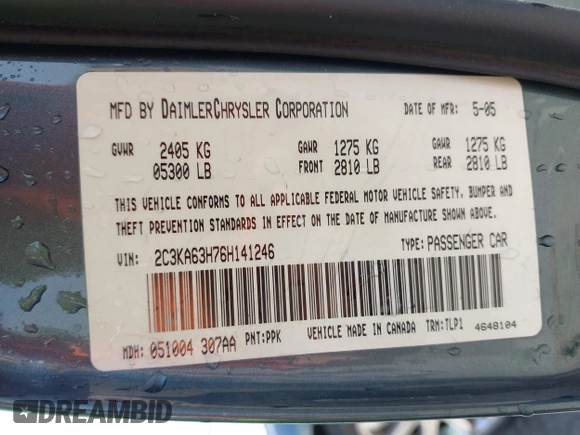 MFD BY DAIMLERCHRYSLER CORPORATION DATE OF MFR: 5-05
GVWR 2405 KG GAWR 1275 KG GAWR 1275 KG
05300 LB FRONT 2810 LB REAR 2810 LB
THIS VEHICLE CONFORMS TO ALL APPLICABLE FEDERAL MOTOR VEHICLE SAFETY, BUMPER AND
THEFT PREVENTION STANDARDS IN EFFECT ON THE DATE OF MANUFACTURE SHOWN ABOVE.
VIN: 2C3KA63H76H141246 TYPE: PASSENGER CAR
MDH: 051004 307AA PNT: PPK VEHICLE MADE IN CANADA TRM: TLP1 4648104
DREAMBID